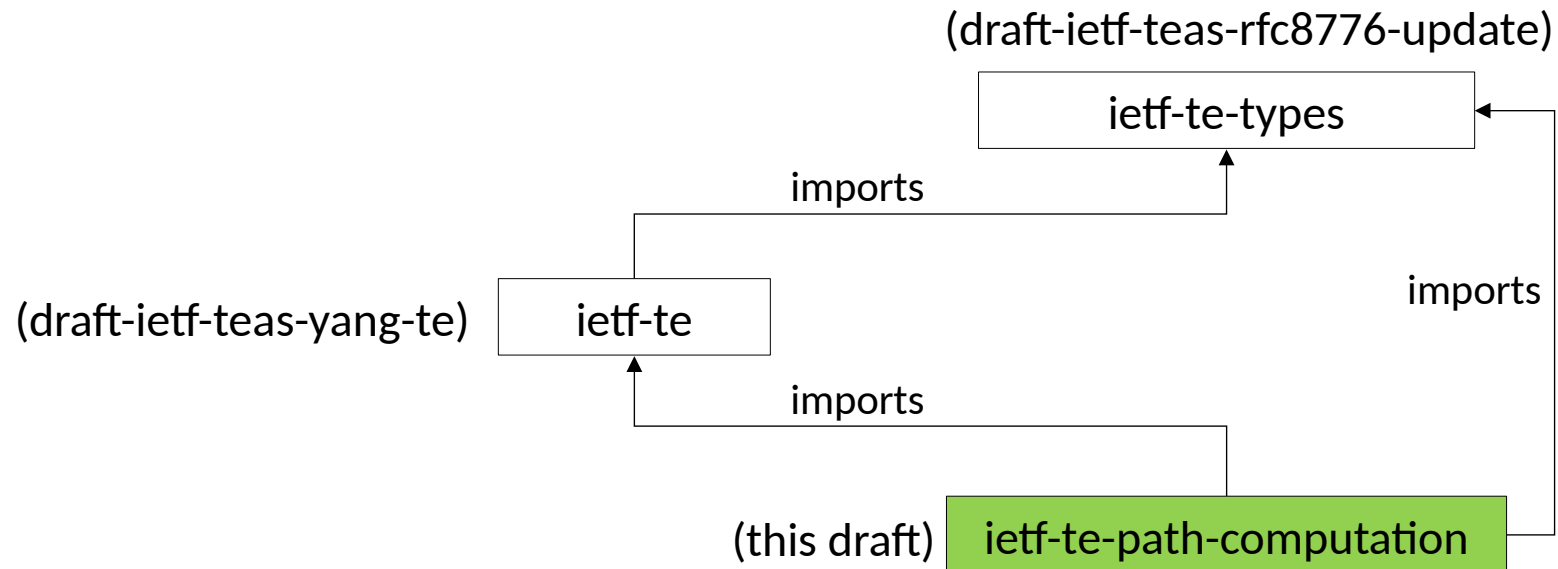 (draft-ietf-teas-rfc8776-update)
ietf-te-types
imports
imports
(draft-ietf-teas-yang-te) ietf-te
imports
(this draft) ietf-te-path-computation